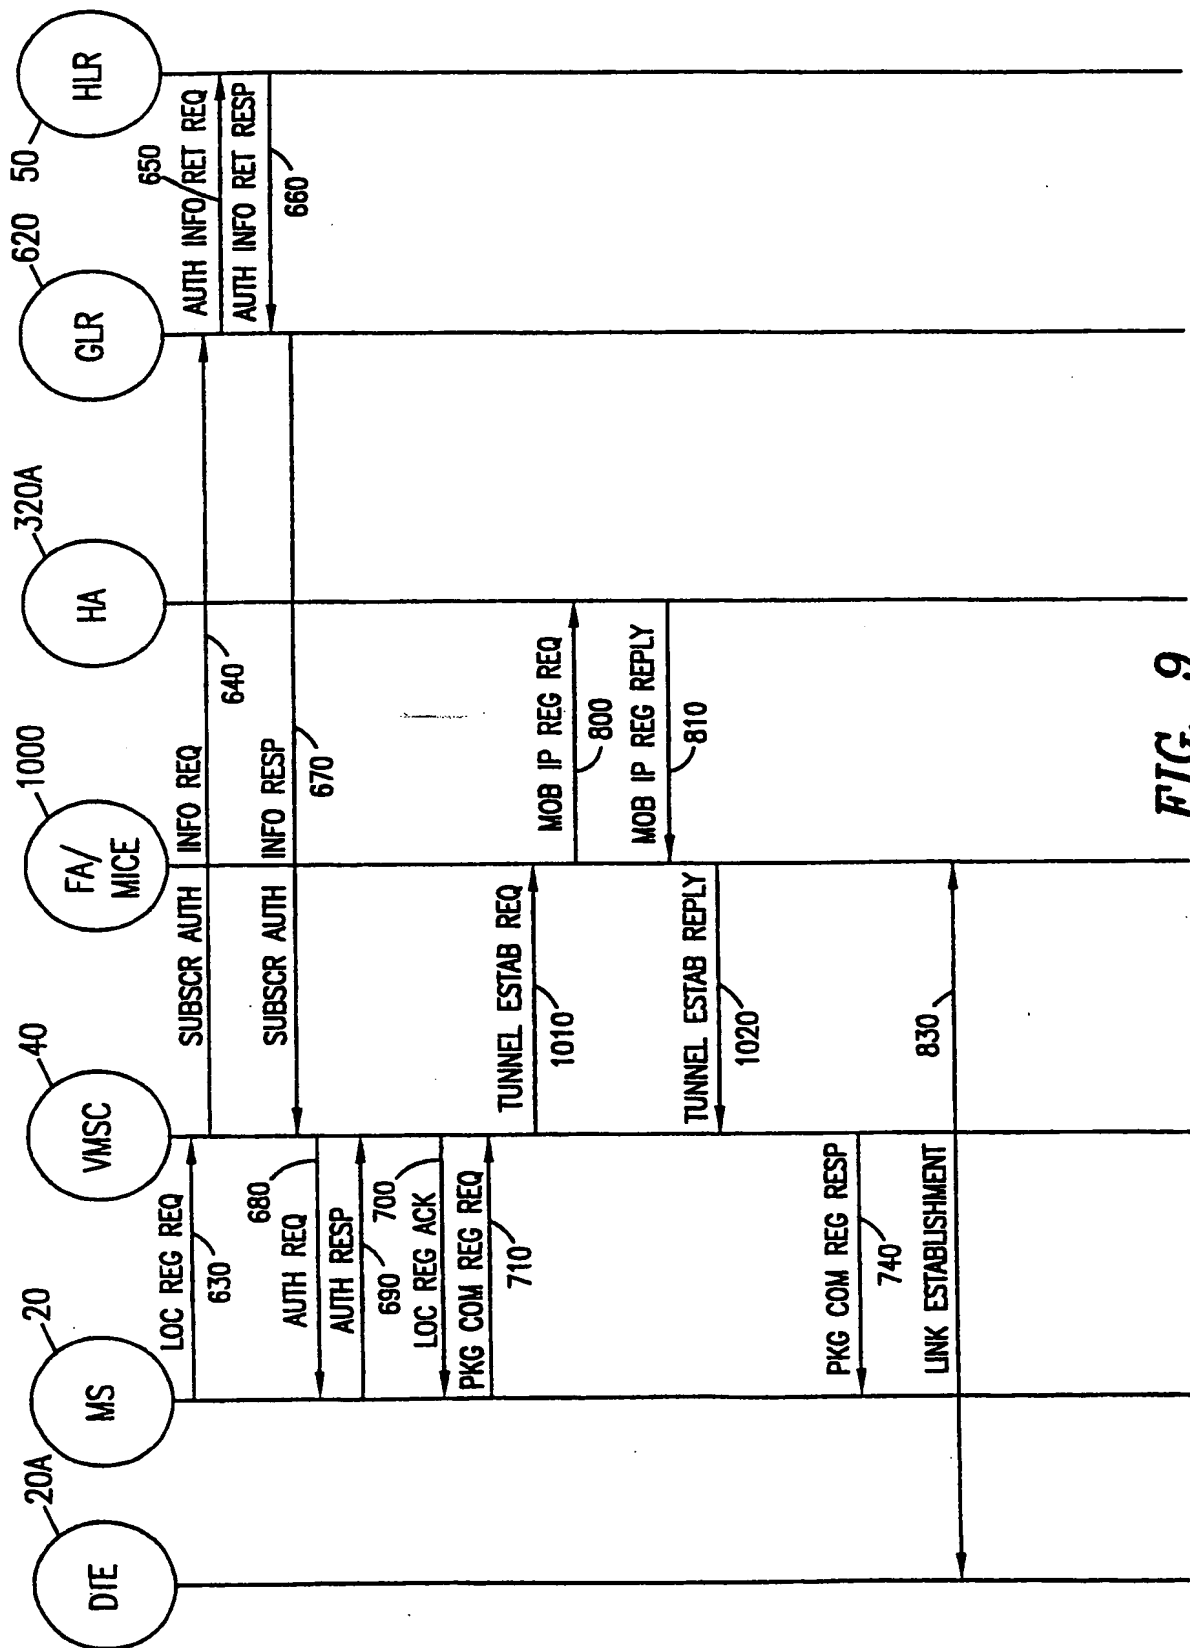 DTE
20A
MS
20
VMSC
40
FA/
MICE
1000
HA
320A
GLR
620
HLR
50
LOC REG REQ
630
SUBSCR AUTH INFO REQ
640
AUTH INFO RET REQ
650
AUTH INFO RET RESP
660
SUBSCR AUTH INFO RESP
670
AUTH REQ
680
AUTH RESP
690
LOC REG ACK
700
PKG COM REG REQ
710
TUNNEL ESTAB REQ
1010
MOB IP REG REQ
800
MOB IP REG REPLY
810
TUNNEL ESTAB REPLY
1020
PKG COM REG RESP
740
LINK ESTABLISHMENT
830
FIG. 9